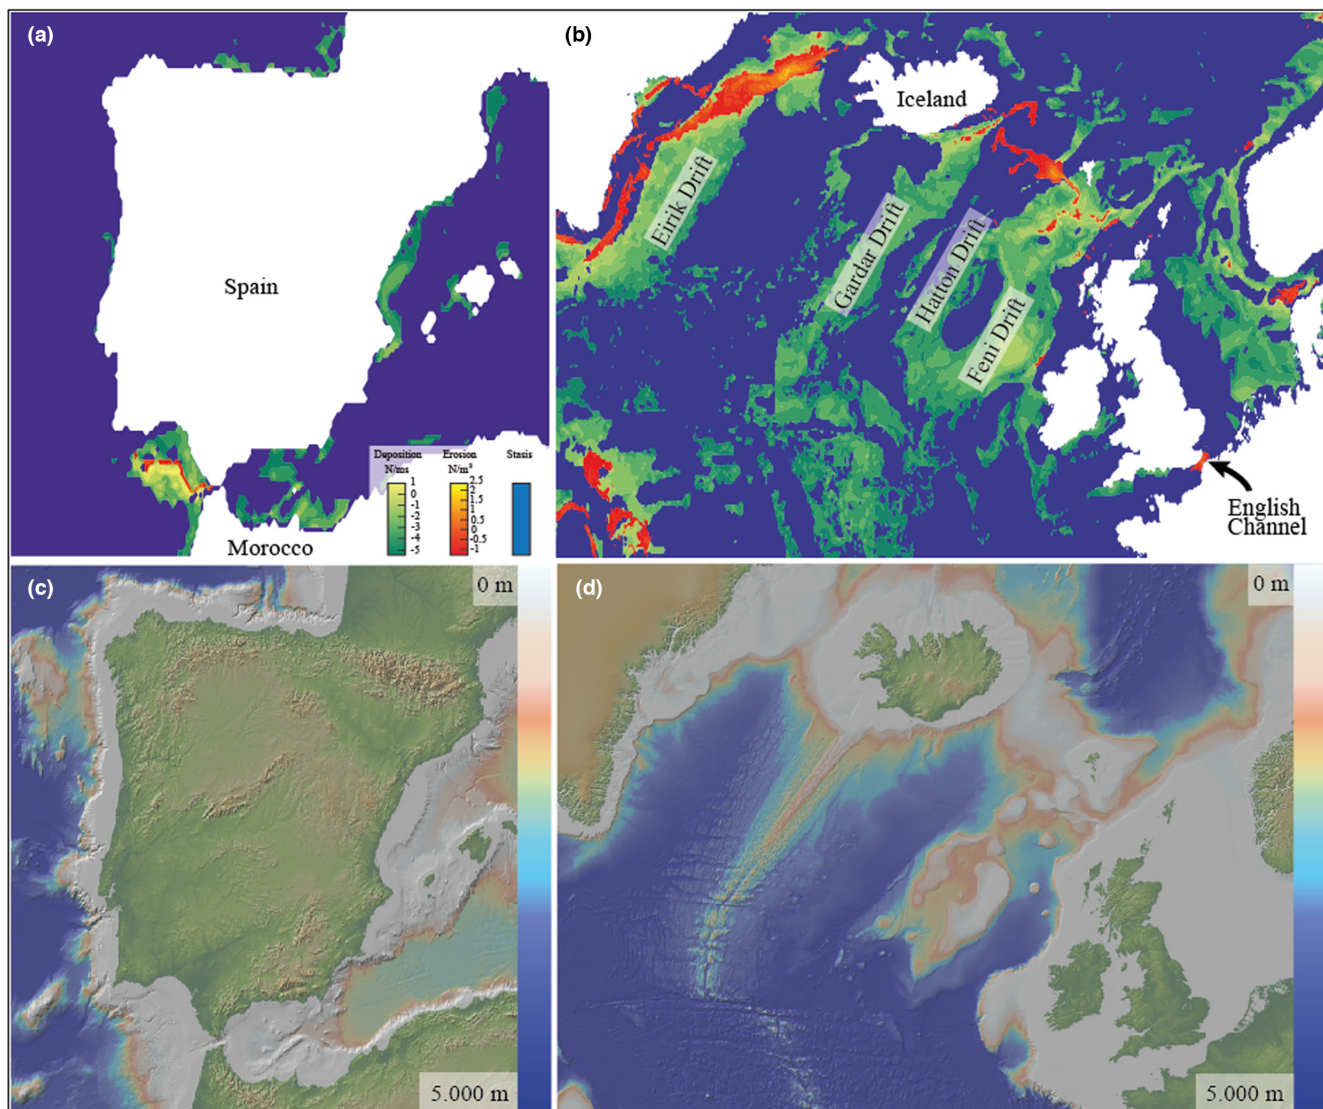 (a)
Spain
Morocco
Deposition
N/ms
1
0
-1
-2
-3
-4
-5
Erosion
N/m²
2.5
2
1.5
1
0.5
0
0.5
-1
Stasis
(b)
Iceland
Eirik Drift
Gardar Drift
Hatton Drift
Feni Drift
English
Channel
(c)
0 m
5.000 m
(d)
0 m
5.000 m